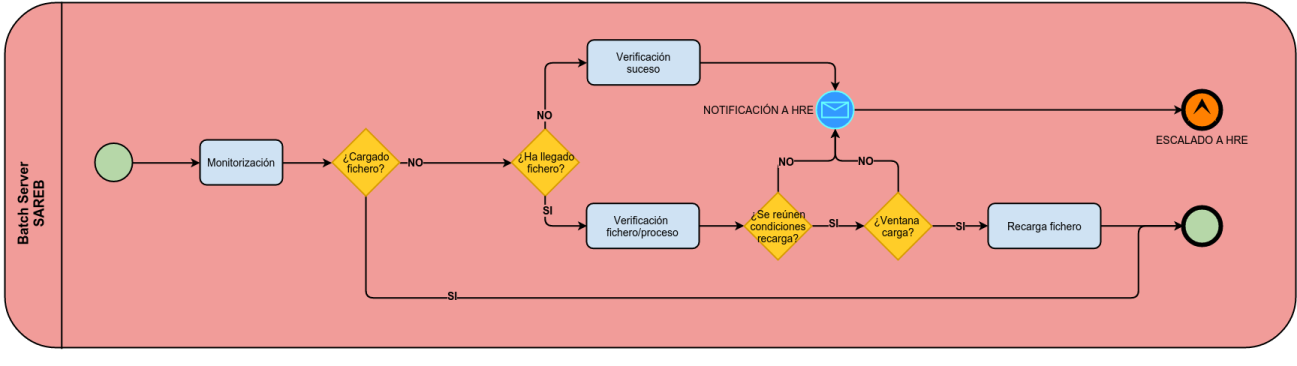 Batch Server
SAREB
Monitorización
¿Cargado
fichero?
NO
¿Ha llegado
fichero?
NO
Verificación
suceso
NOTIFICACIÓN A HRE
ESCALADO A HRE
SI
Verificación
fichero/proceso
¿Se reúnen
condiciones
recarga?
NO
SI
¿Ventana
carga?
NO
SI
Recarga fichero
SI